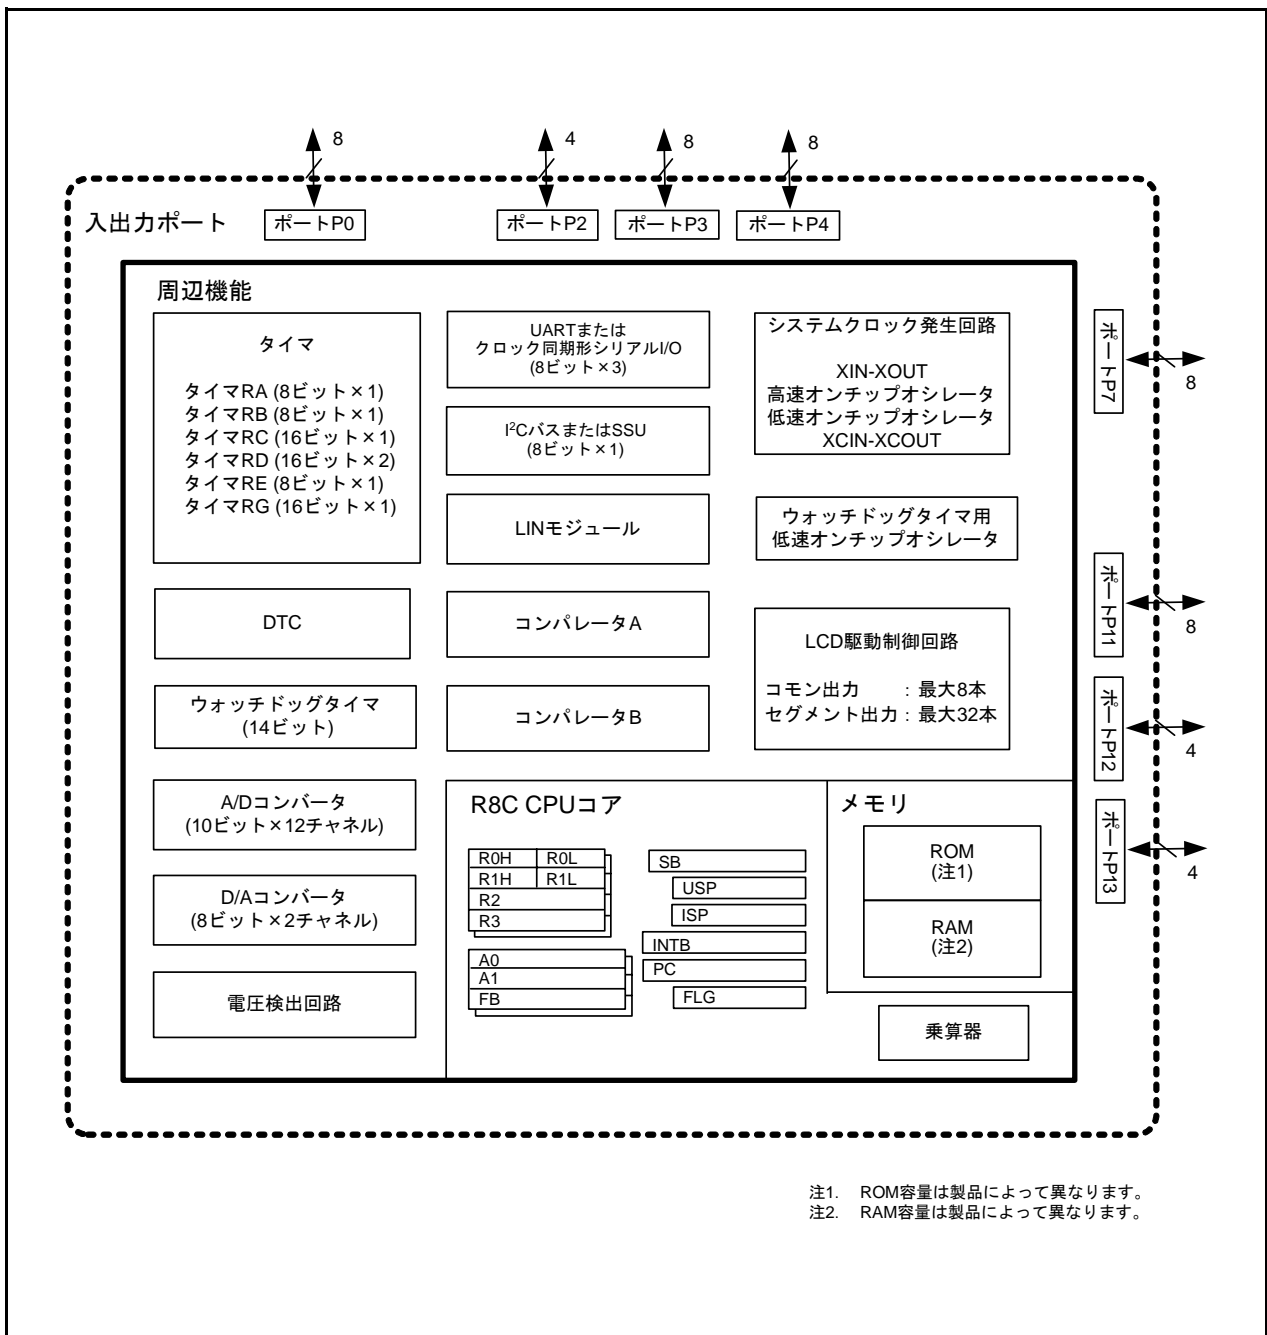 8
4
8
8
入出力ポート
ポートP0
ポートP2
ポートP3
ポートP4
周辺機能
タイマ
タイマRA (8ビット×1)
タイマRB (8ビット×1)
タイマRC (16ビット×1)
タイマRD (16ビット×2)
タイマRE (8ビット×1)
タイマRG (16ビット×1)
DTC
ウォッチドッグタイマ
(14ビット)
A/Dコンバータ
(10ビット×12チャネル)
D/Aコンバータ
(8ビット×2チャネル)
電圧検出回路
UARTまたは
クロック同期形シリアルI/O
(8ビット×3)
I²CバスまたはSSU
(8ビット×1)
LINモジュール
コンパレータA
コンパレータB
システムクロック発生回路
XIN-XOUT
高速オンチップオシレータ
低速オンチップオシレータ
XCIN-XCOUT
ウォッチドッグタイマ用
低速オンチップオシレータ
LCD駆動制御回路
コモン出力 : 最大8本
セグメント出力 : 最大32本
R8C CPUコア
R0H R0L
R1H R1L
R2
R3
A0
A1
FB
SB
USP
ISP
INTB
PC
FLG
メモリ
ROM
(注1)
RAM
(注2)
乗算器
ポートP7
8
ポートP11
8
ポートP12
4
ポートP13
4
注1. ROM容量は製品によって異なります。
注2. RAM容量は製品によって異なります。